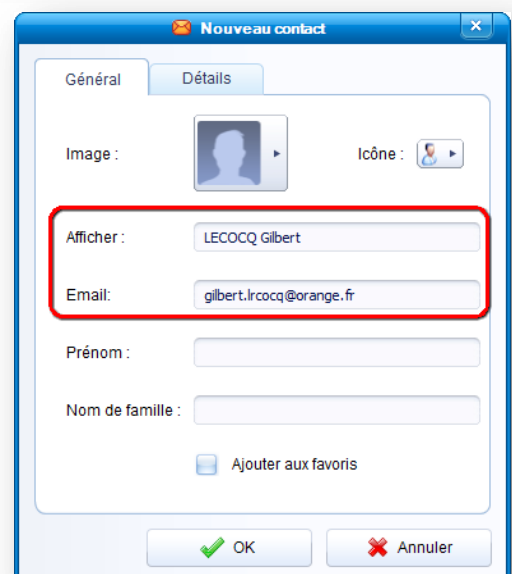 Nouveau contact
Général Détails
Image : Icône :
Afficher : LECOCQ Gilbert
Email: gilbert.lrcocq@orange.fr
Prénom :
Nom de famille :
Ajouter aux favoris
OK Annuler